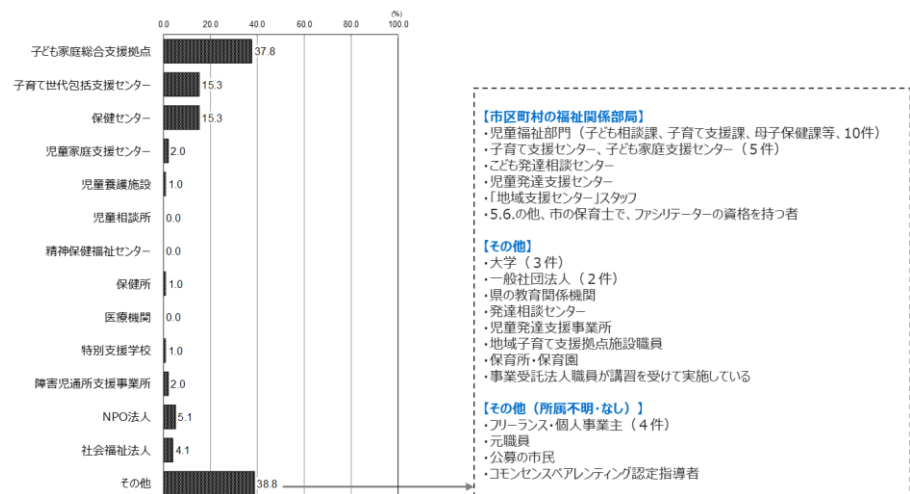 (%)
0.0 20.0 40.0 60.0 80.0 100.0
子ども家庭総合支援拠点 37.8
子育て世代包括支援センター 15.3
保健センター 15.3
児童家庭支援センター 2.0
児童養護施設 1.0
児童相談所 0.0
精神保健福祉センター 0.0
保健所 1.0
医療機関 0.0
特別支援学校 1.0
障害児通所支援事業所 2.0
NPO法人 5.1
社会福祉法人 4.1
その他 38.8
【市区町村の福祉関係部局】
・児童福祉部門（子ども相談課、子育て支援課、母子保健課等、10件）
・子育て支援センター、子ども家庭支援センター（５件）
・こども発達相談センター
・児童発達支援センター
・「地域支援センター」スタッフ
・5.6.の他、市の保育士で、ファシリテーターの資格を持つ者
【その他】
・大学（３件）
・一般社団法人（２件）
・県の教育関係機関
・発達相談センター
・児童発達支援事業所
・地域子育て支援拠点施設職員
・保育所・保育園
・事業受託法人職員が講習を受けて実施している
【その他（所属不明・なし）】
・フリーランス・個人事業主（４件）
・元職員
・公募の市民
・コモンセンスペアレンティング認定指導者